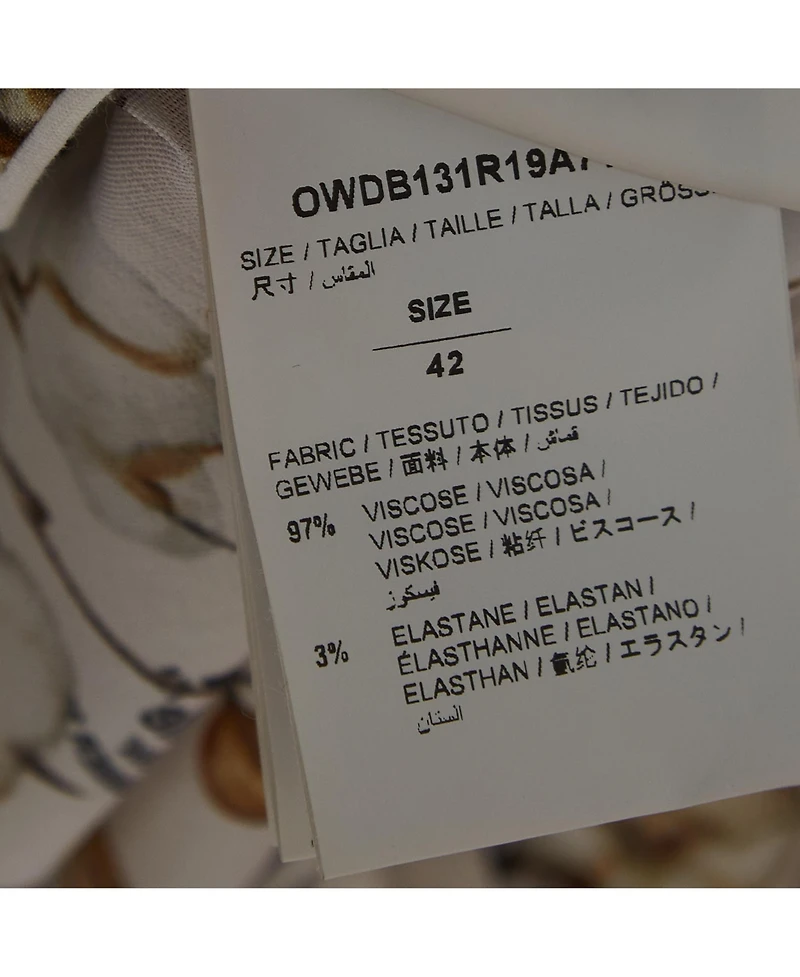 OWDB131R19A7
SIZE / TAGLIA / TAILLE / TALLA / GRÖSS
尺寸 / المقاس
SIZE
42
FABRIC / TESSUTO / TISSUS / TEJIDO /
GEWEBE / 面料 / 本体 / قماش
97% VISCOSE / VISCOSA /
VISCOSE / VISCOSA /
VISKOSE / 粘纤 / ビスコース /
فيسكوز
3% ELASTANE / ELASTAN /
ÉLASTHANNE / ELASTANO /
ELASTHAN / 氨纶 / エラスタン /
الستان